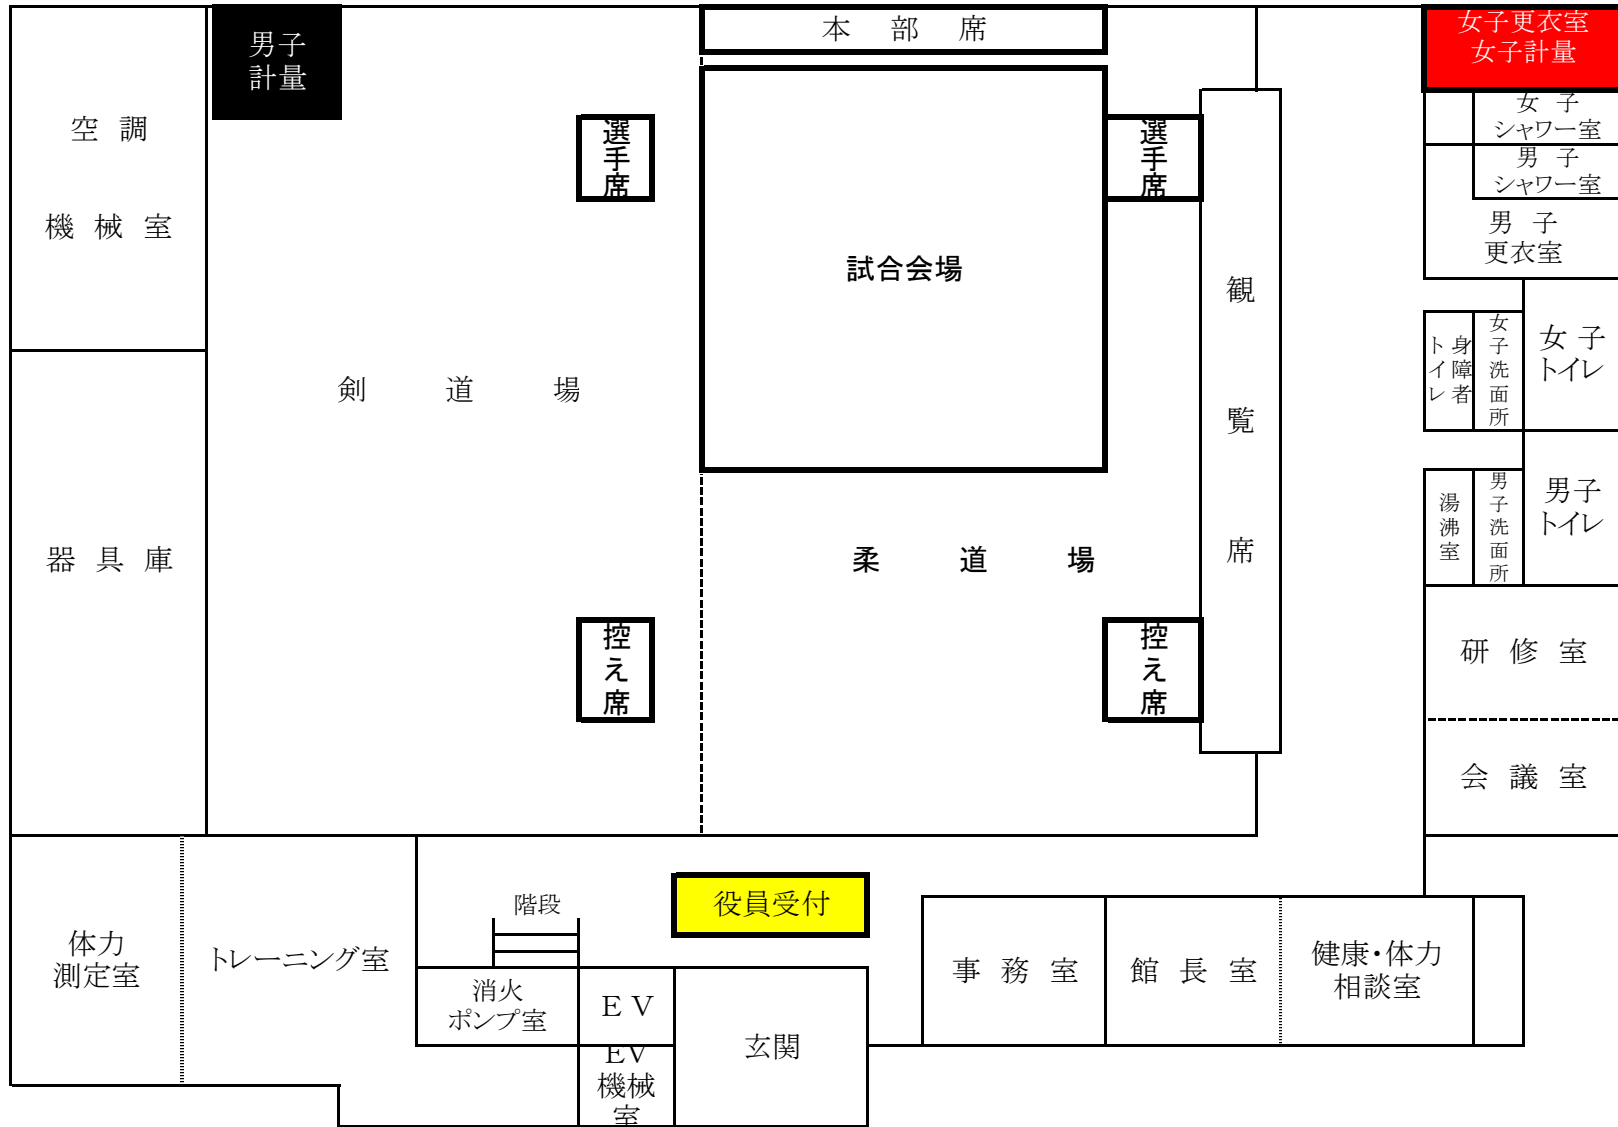 本 部 席
女子更衣室
女子計量
男子
計量
女 子
シャワー室
男 子
シャワー室
男 子
更衣室
空 調
機 械 室
選手席
選手席
試合会場
観覧席
身障者
トイレ
女子洗面所
女 子
トイレ
剣 道 場
湯沸室
男子洗面所
男子
トイレ
器 具 庫
柔 道 場
控え席
控え席
研 修 室
会 議 室
階段
役員受付
体力
測定室
トレーニング室
消火
ポンプ室
ＥＶ
ＥＶ
機械
室
玄関
事 務 室
館 長 室
健康・体力
相談室